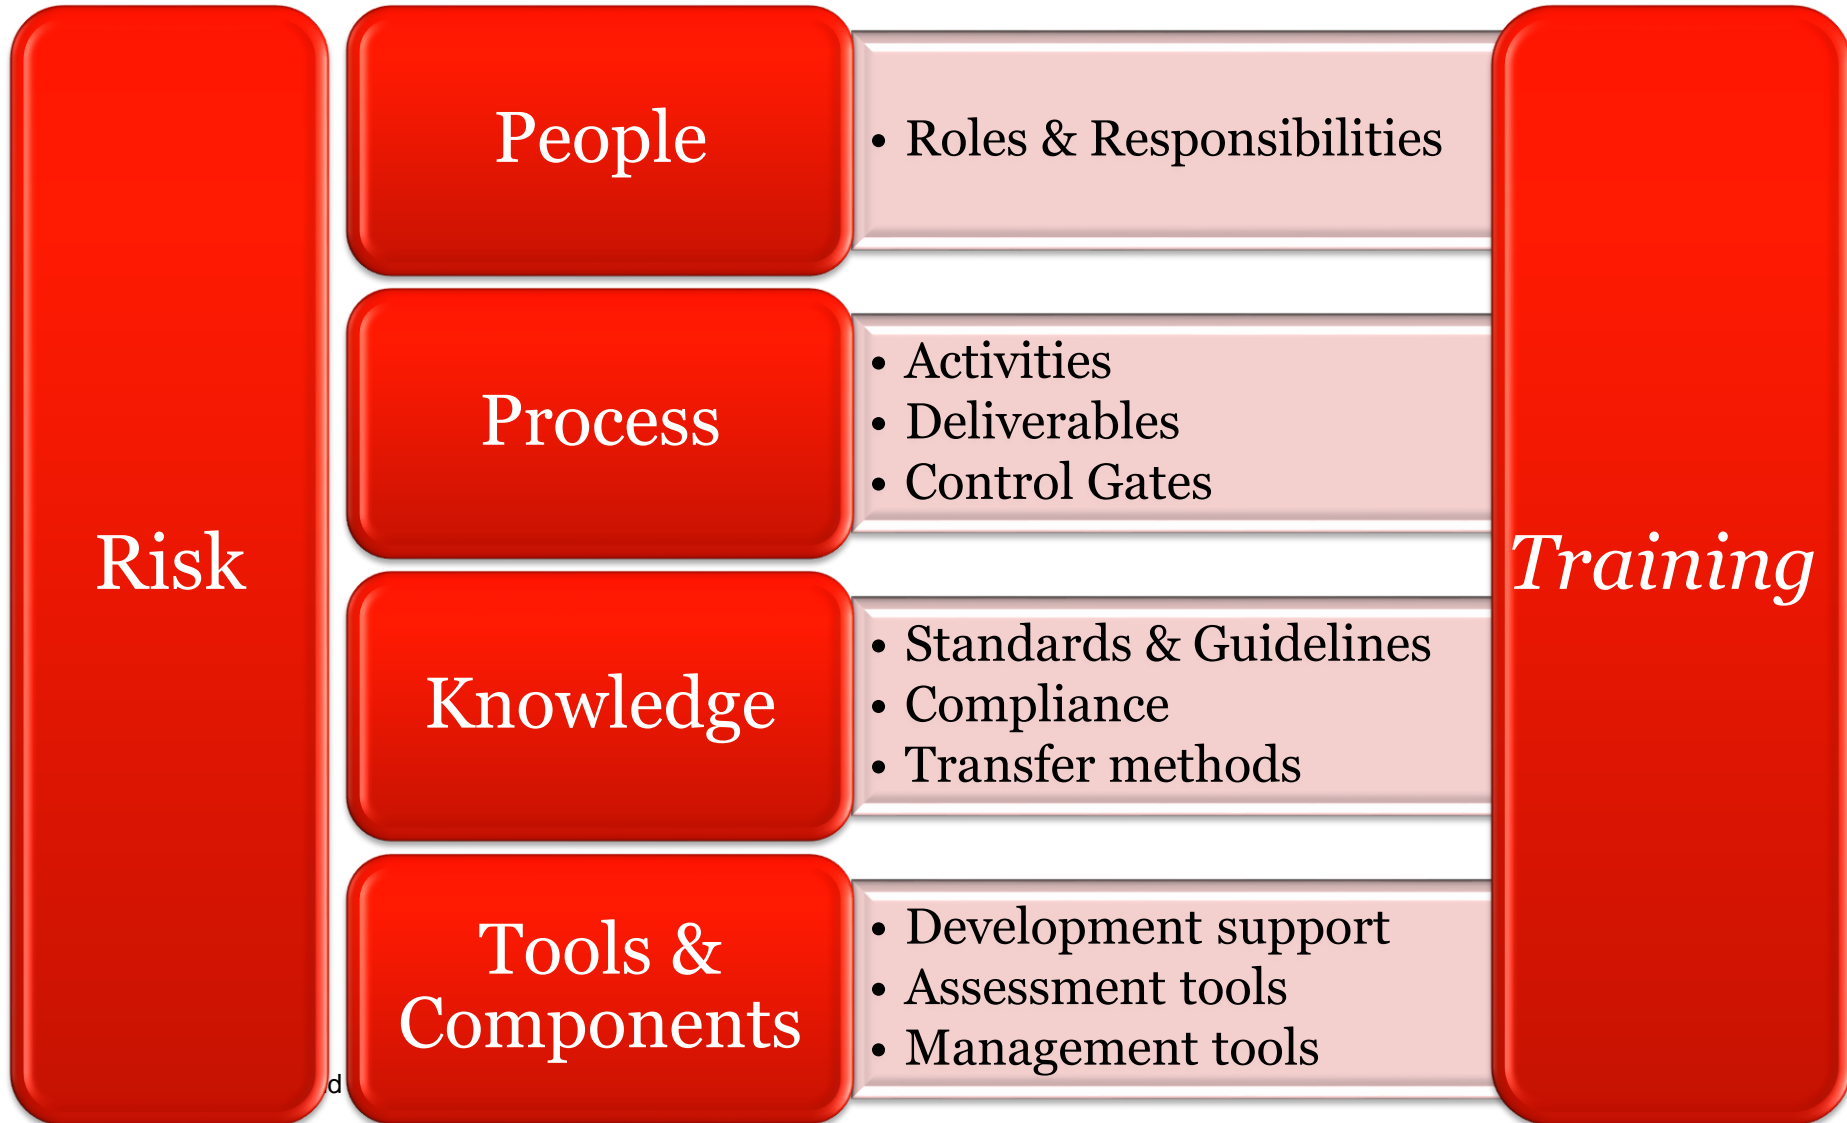 Risk
People
• Roles & Responsibilities
Process
• Activities
• Deliverables
• Control Gates
Knowledge
• Standards & Guidelines
• Compliance
• Transfer methods
Tools &
Components
• Development support
• Assessment tools
• Management tools
Training